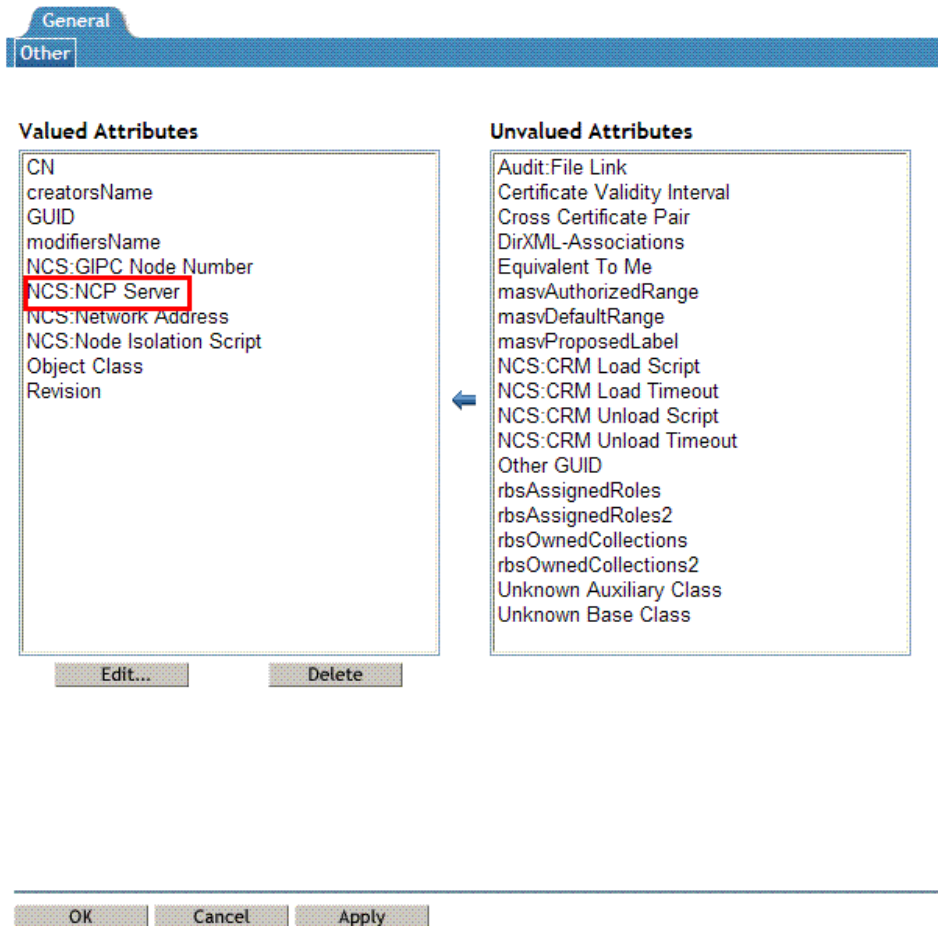 General
Other
Valued Attributes
CN
creatorsName
GUID
modifiersName
NCS:GIPC Node Number
NCS:NCP Server
NCS:Network Address
NCS:Node Isolation Script
Object Class
Revision
Edit...
Delete
Unvalued Attributes
Audit:File Link
Certificate Validity Interval
Cross Certificate Pair
DirXML-Associations
Equivalent To Me
masvAuthorizedRange
masvDefaultRange
masvProposedLabel
NCS:CRM Load Script
NCS:CRM Load Timeout
NCS:CRM Unload Script
NCS:CRM Unload Timeout
Other GUID
rbsAssignedRoles
rbsAssignedRoles2
rbsOwnedCollections
rbsOwnedCollections2
Unknown Auxiliary Class
Unknown Base Class
OK
Cancel
Apply